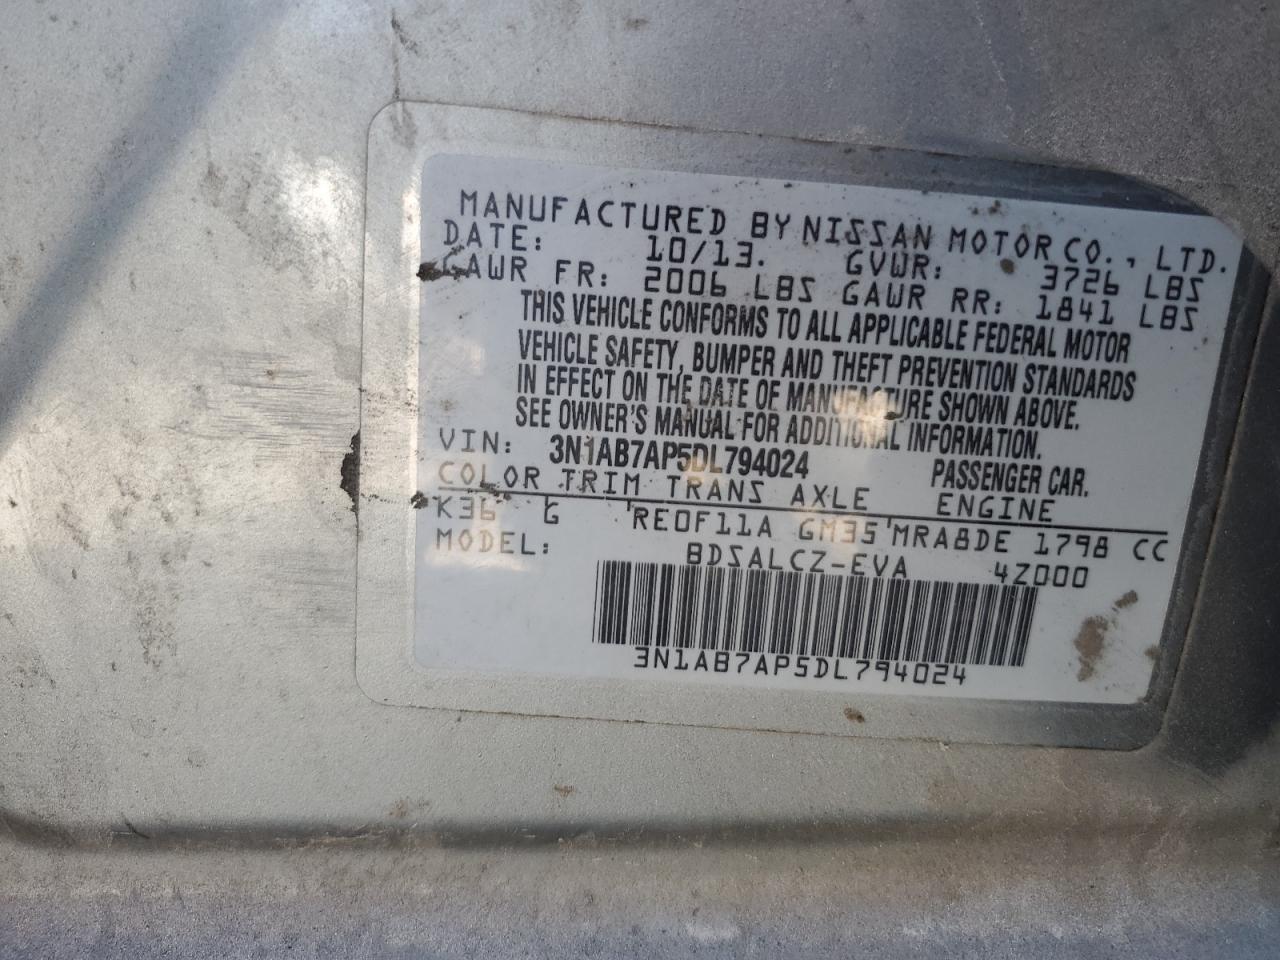 MANUFACTURED BY NISSAN MOTOR CO., LTD.
DATE: 10/13. GVWR: 3726 LBS
GAWR FR: 2006 LBS GAWR RR: 1841 LBS
THIS VEHICLE CONFORMS TO ALL APPLICABLE FEDERAL MOTOR
VEHICLE SAFETY, BUMPER AND THEFT PREVENTION STANDARDS
IN EFFECT ON THE DATE OF MANUFACTURE SHOWN ABOVE.
SEE OWNER'S MANUAL FOR ADDITIONAL INFORMATION.
VIN: 3N1AB7AP5DL794024 PASSENGER CAR.
COLOR TRIM TRANS AXLE ENGINE
K36 G RE0F11A GM35 MRA8DE 1798 CC
MODEL: BDSALCZ-EVA 4Z000
3N1AB7AP5DL794024